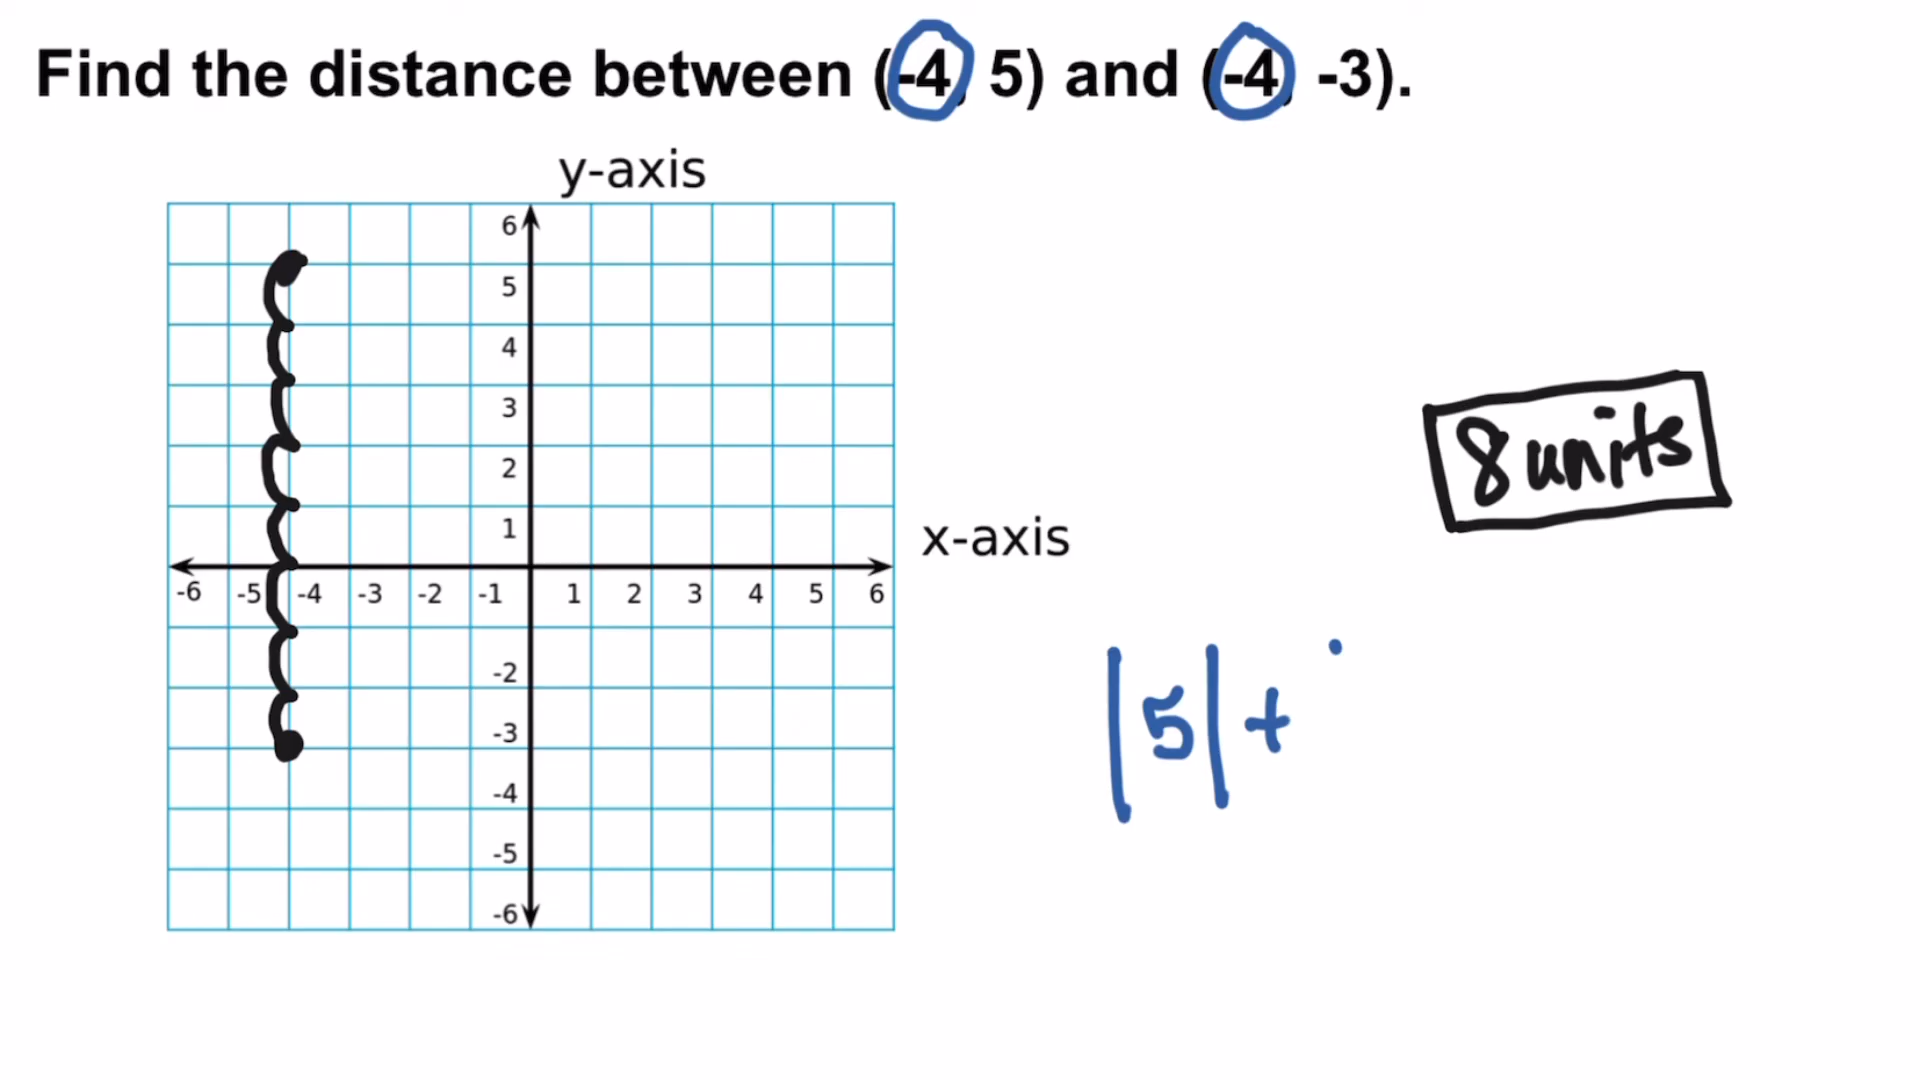 Find the distance between (-4, 5) and (-4, -3).
y-axis
6
5
4
3
2
1
x-axis
-6 -5 -4 -3 -2 -1 1 2 3 4 5 6
-2
-3
-4
-5
-6
8 units
|5| +